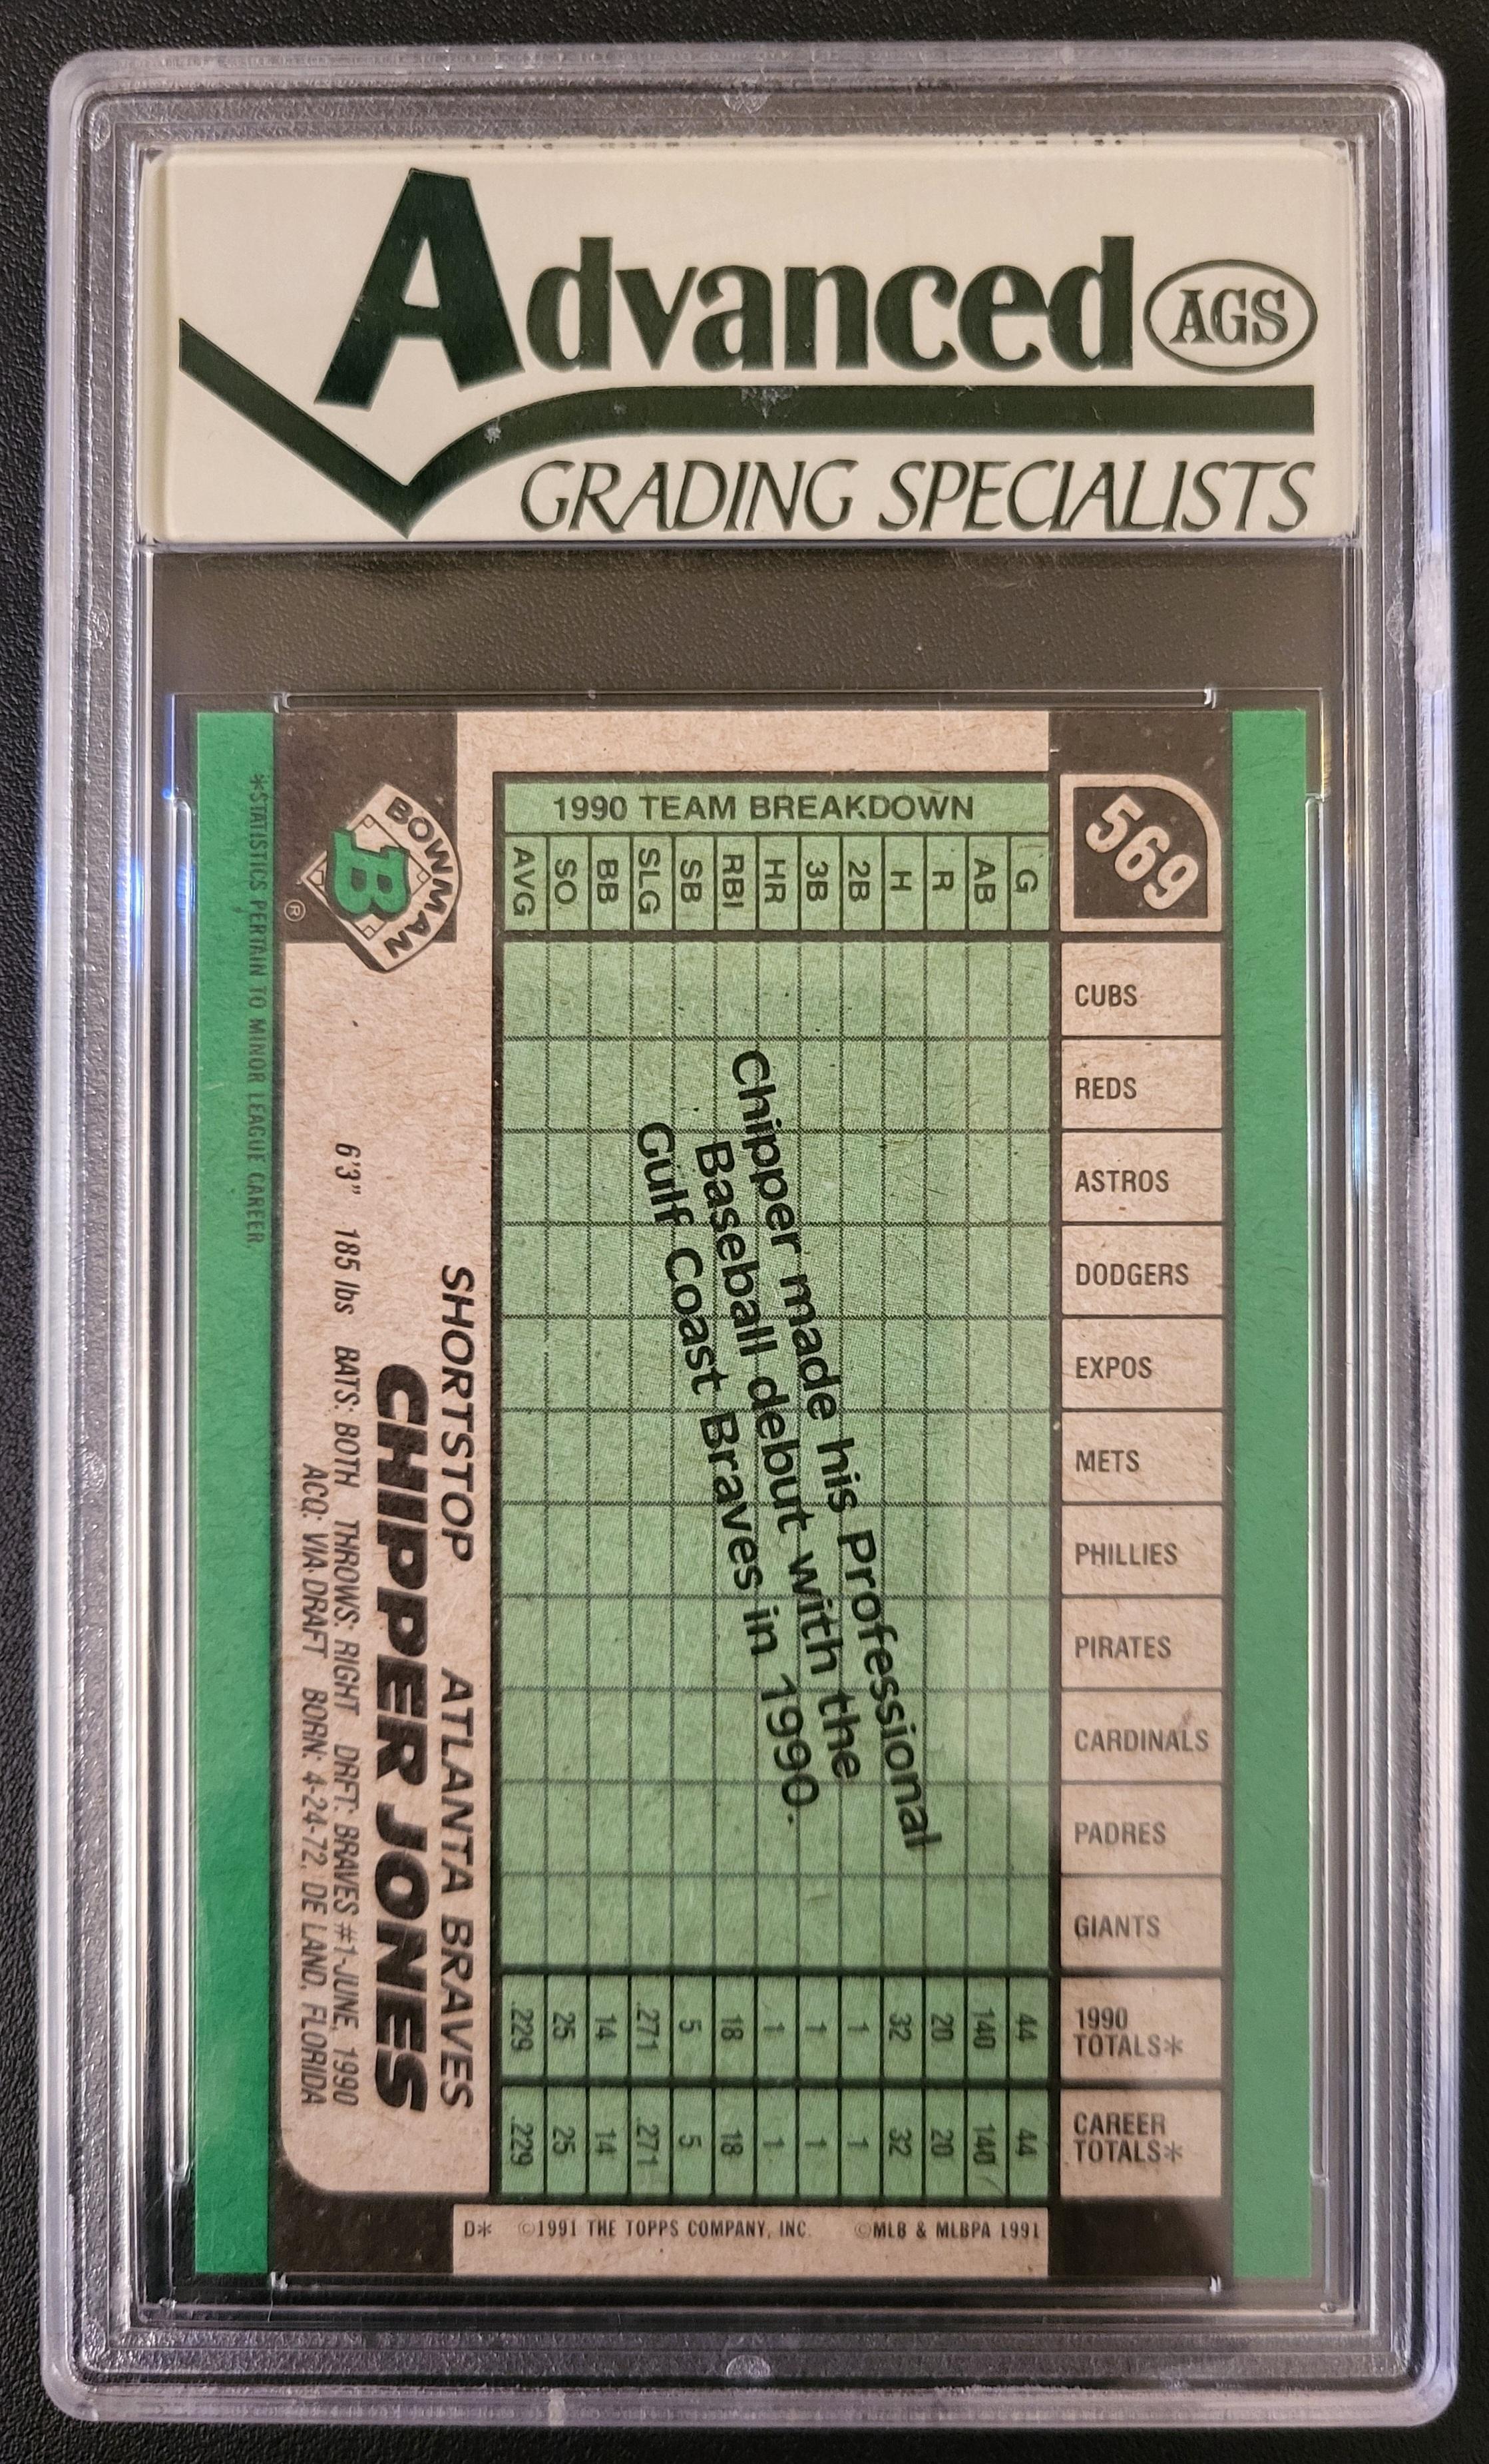 Advanced AGS
GRADING SPECIALISTS
569
CUBS
REDS
ASTROS
DODGERS
EXPOS
METS
PHILLIES
PIRATES
CARDINALS
PADRES
GIANTS
1990
TOTALS*
CAREER
TOTALS*
1990 TEAM BREAKDOWN
G 44 44
AB 140 140
R 20 20
H 32 32
2B 1 1
3B 1 1
HR 1 1
RBI 18 18
SB 5 5
SLG .271 .271
BB 14 14
SO 25 25
AVG .229 .229
Chipper made his Professional
Baseball debut with the
Gulf Coast Braves in 1990.
D* ©1991 THE TOPPS COMPANY, INC. ©MLB & MLBPA 1991
BOWMAN
B
®
SHORTSTOP ATLANTA BRAVES
CHIPPER JONES
6'3" 185 lbs BATS: BOTH THROWS: RIGHT DRFT: BRAVES #1-JUNE, 1990
ACQ: VIA DRAFT BORN: 4-24-72, DE LAND, FLORIDA
*STATISTICS PERTAIN TO MINOR LEAGUE CAREER.